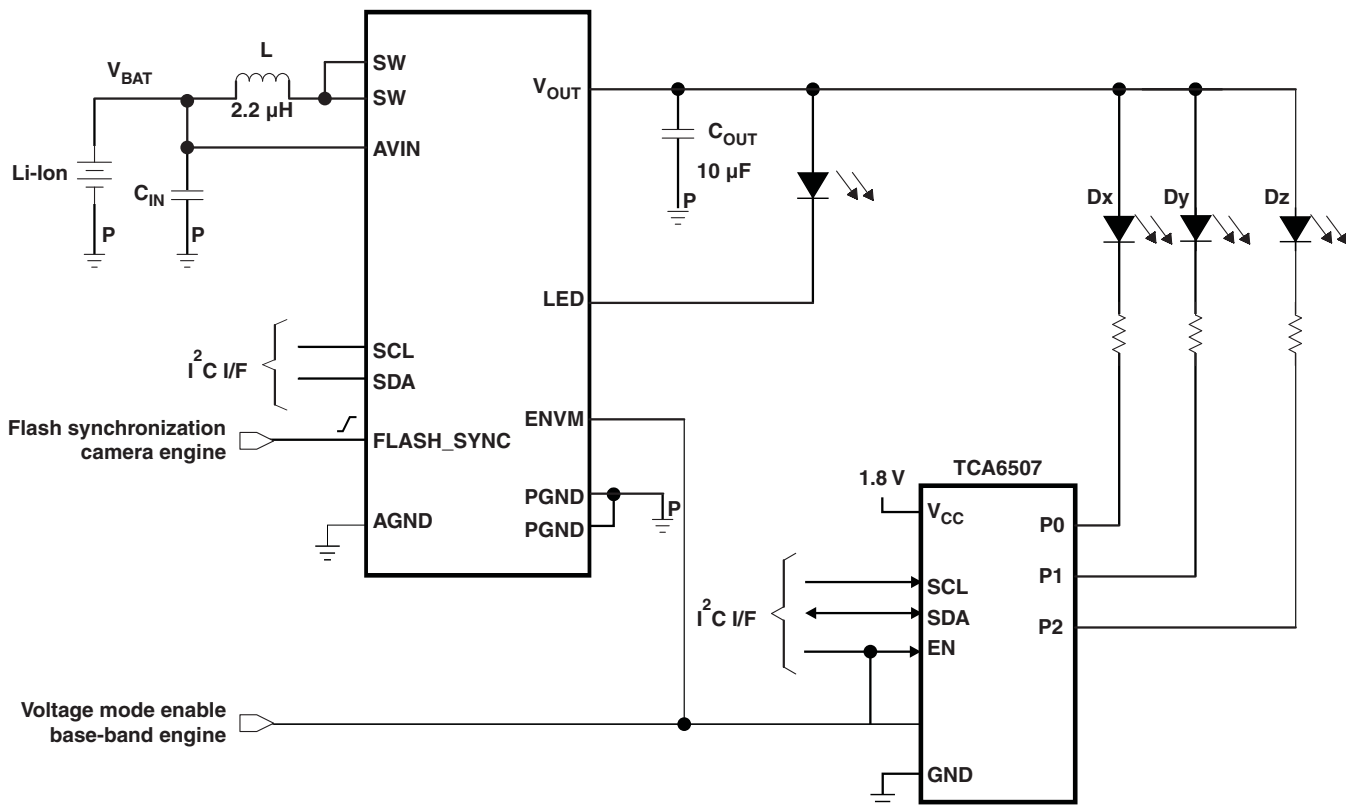 L
V_BAT
2.2 µH
Li-Ion
C_IN
P
P
SW
SW
AVIN
V_OUT
C_OUT
10 µF
P
LED
Dx
Dy
Dz
I²C I/F
SCL
SDA
Flash synchronization
camera engine
FLASH_SYNC
ENVM
PGND
PGND
P
AGND
TCA6507
1.8 V
V_CC
P0
P1
P2
I²C I/F
SCL
SDA
EN
Voltage mode enable
base-band engine
GND